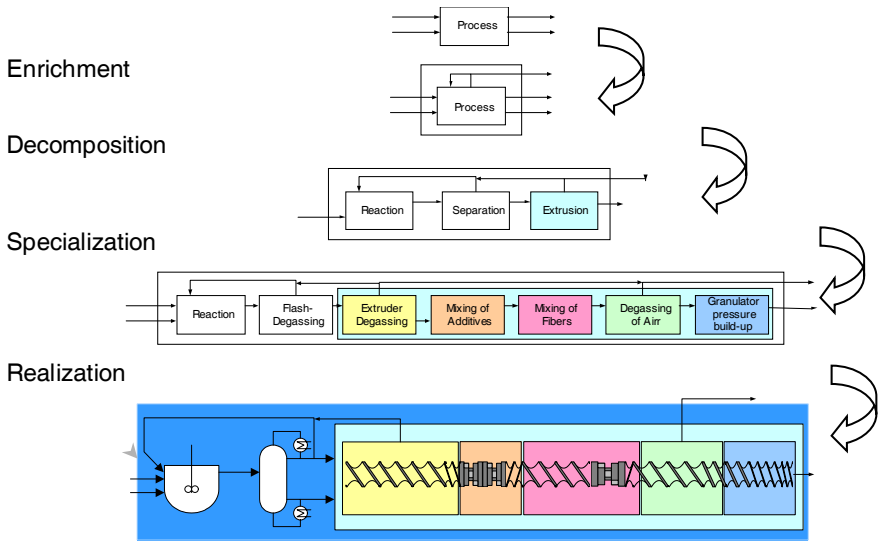 Process
Enrichment
Process
Decomposition
Reaction
Separation
Extrusion
Specialization
Reaction
Flash-
Degassing
Extruder
Degassing
Mixing of
Additives
Mixing of
Fibers
Degassing
of Airr
Granulator
pressure
build-up
Realization